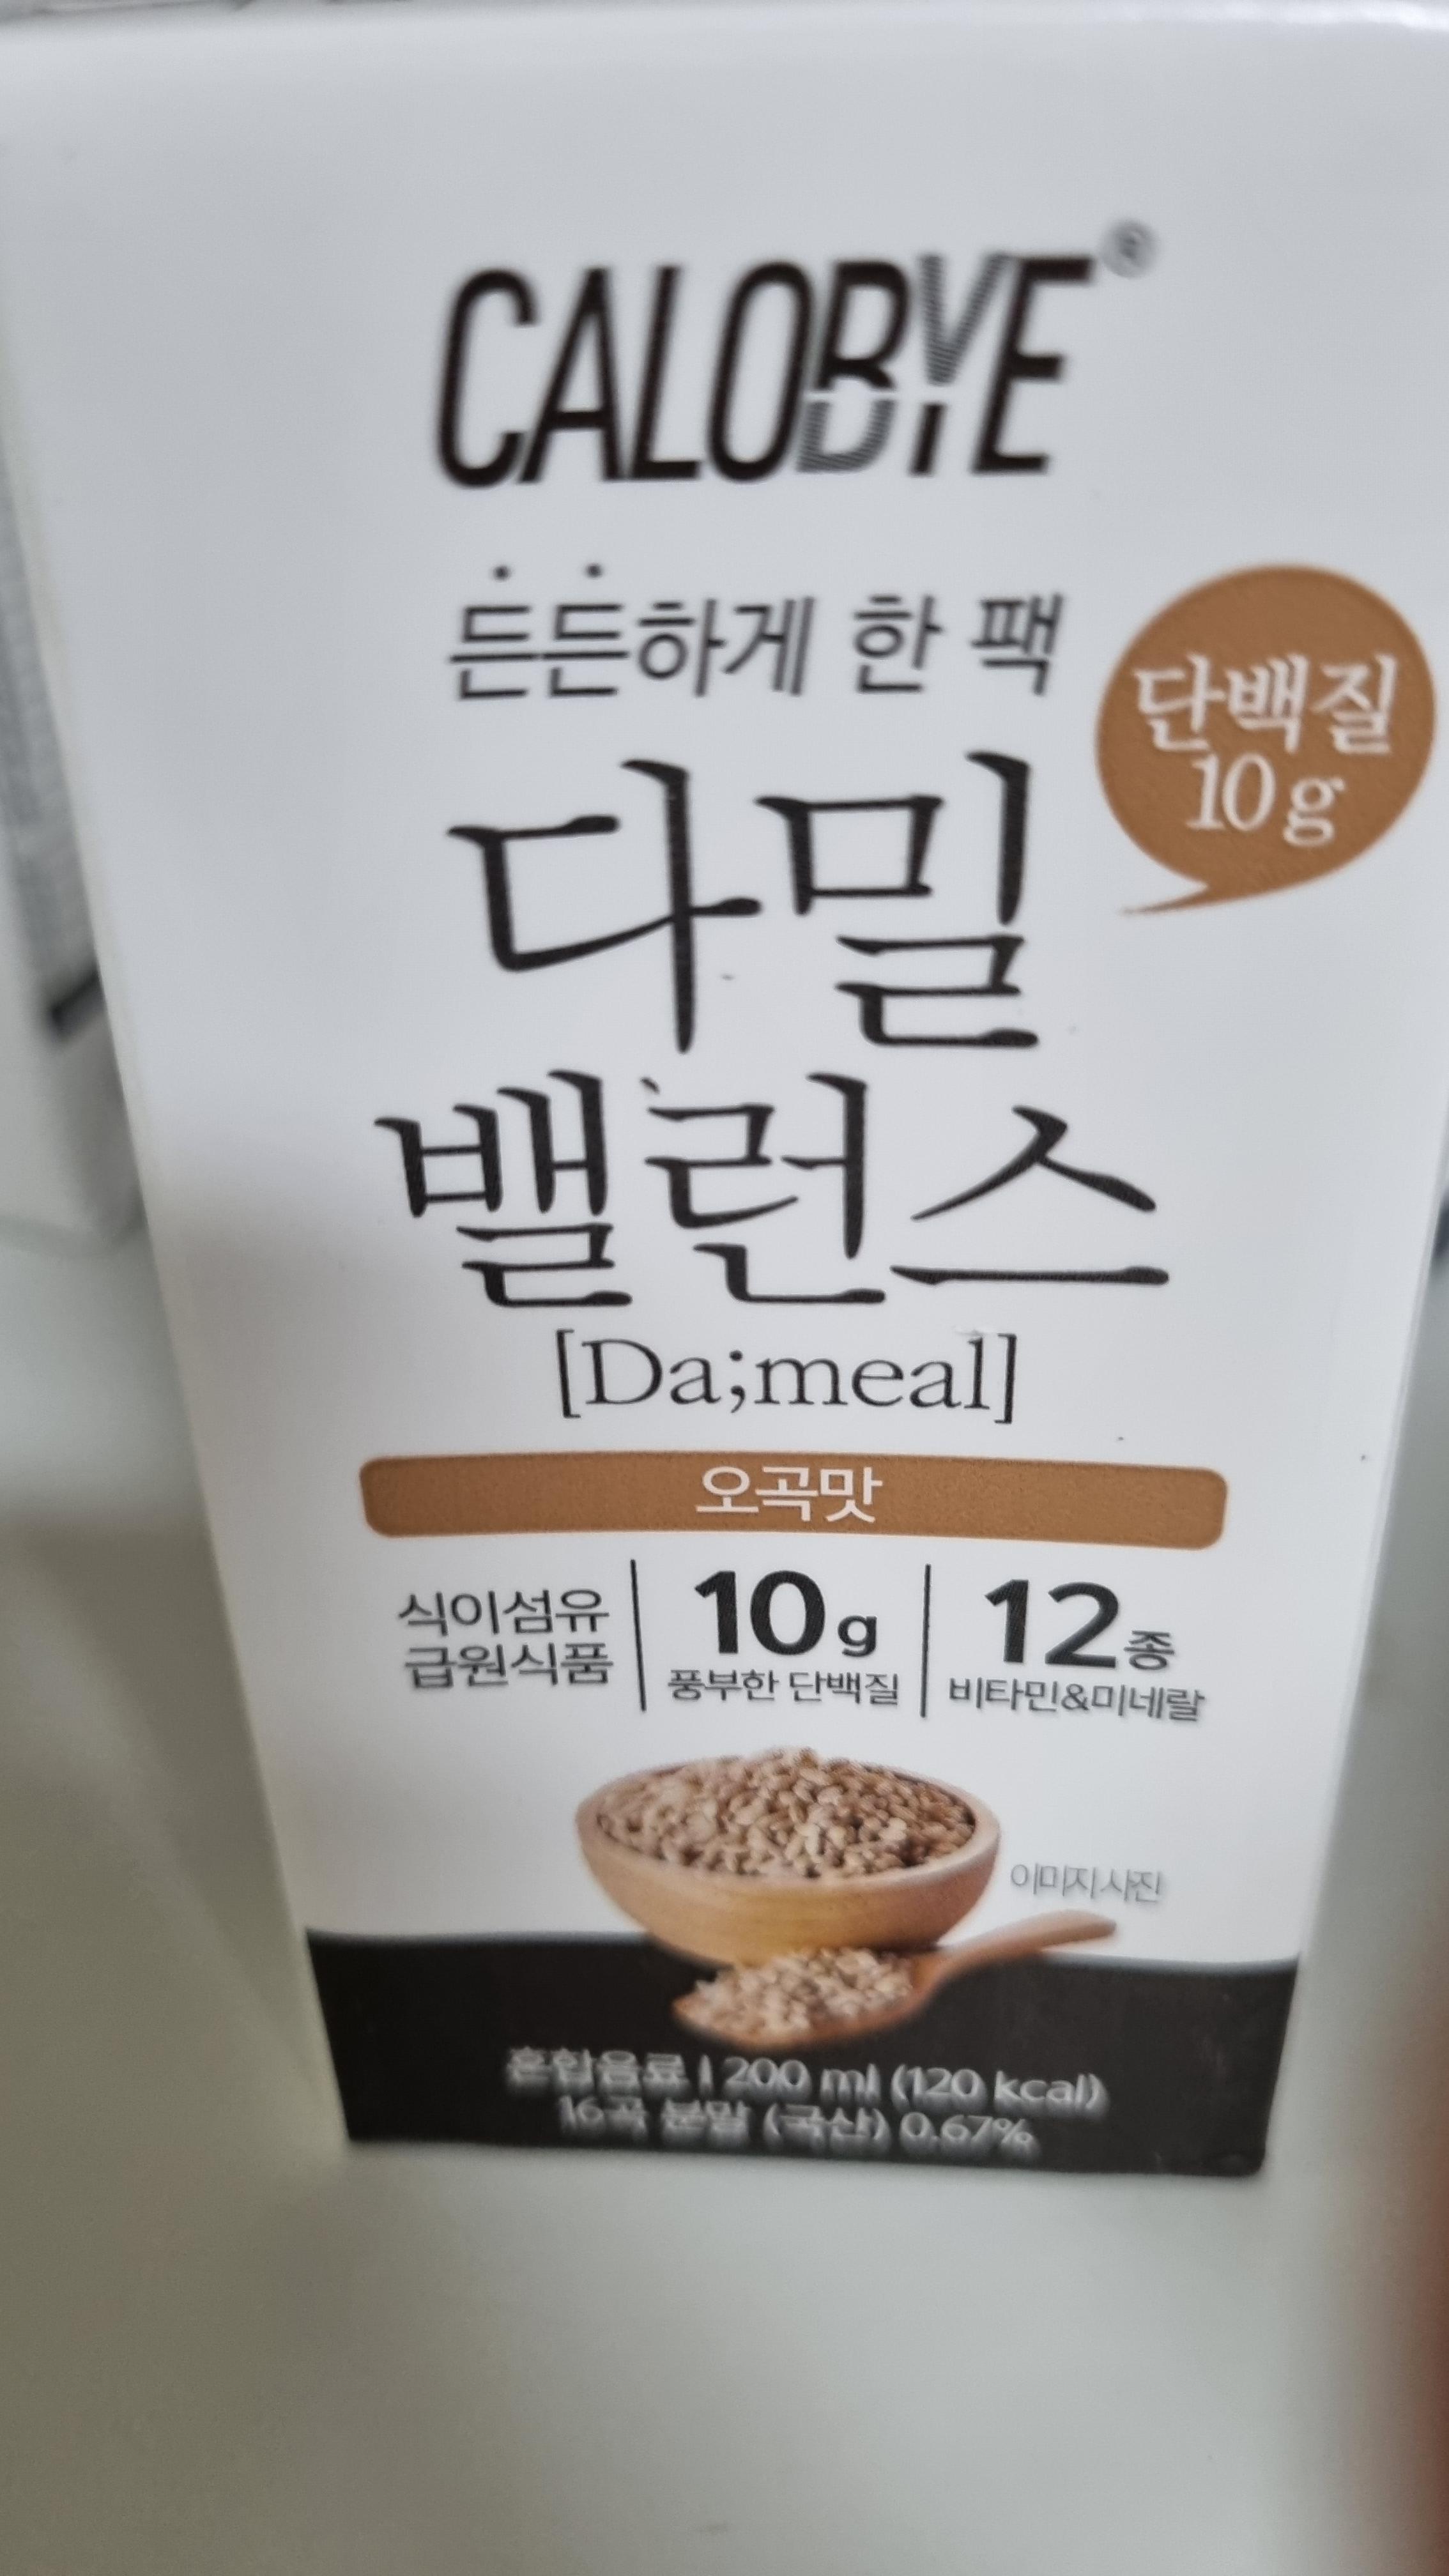 CALOBYE®
든든하게 한 팩
단백질
10g
다밀
밸런스
[Da;meal]
오곡맛
식이섬유
급원식품
10g
풍부한 단백질
12종
비타민&미네랄
이미지사진
혼합음료 | 200 ml (120 kcal)
16곡 분말 (국산) 0.67%